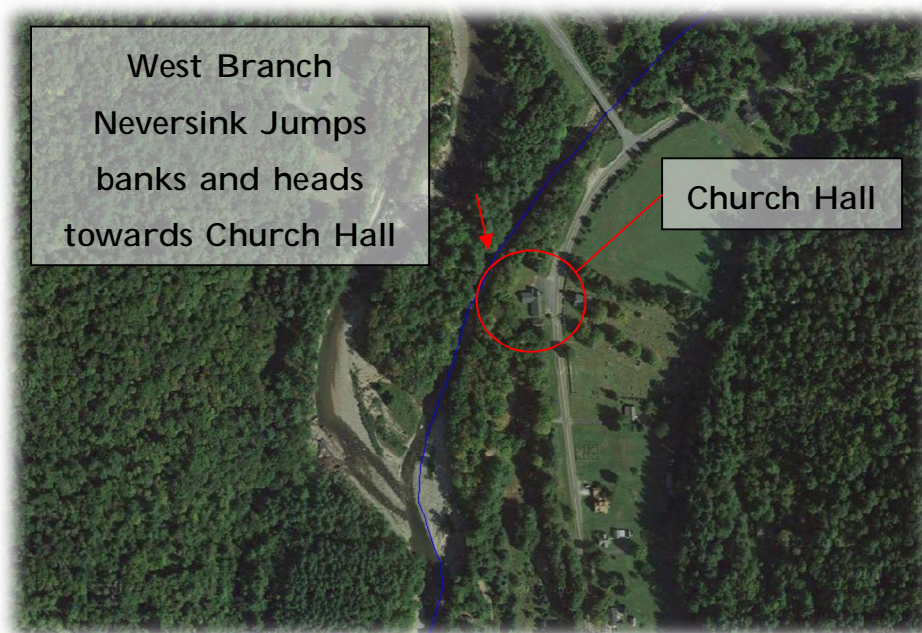 West Branch
Neversink Jumps
banks and heads
towards Church Hall
Church Hall